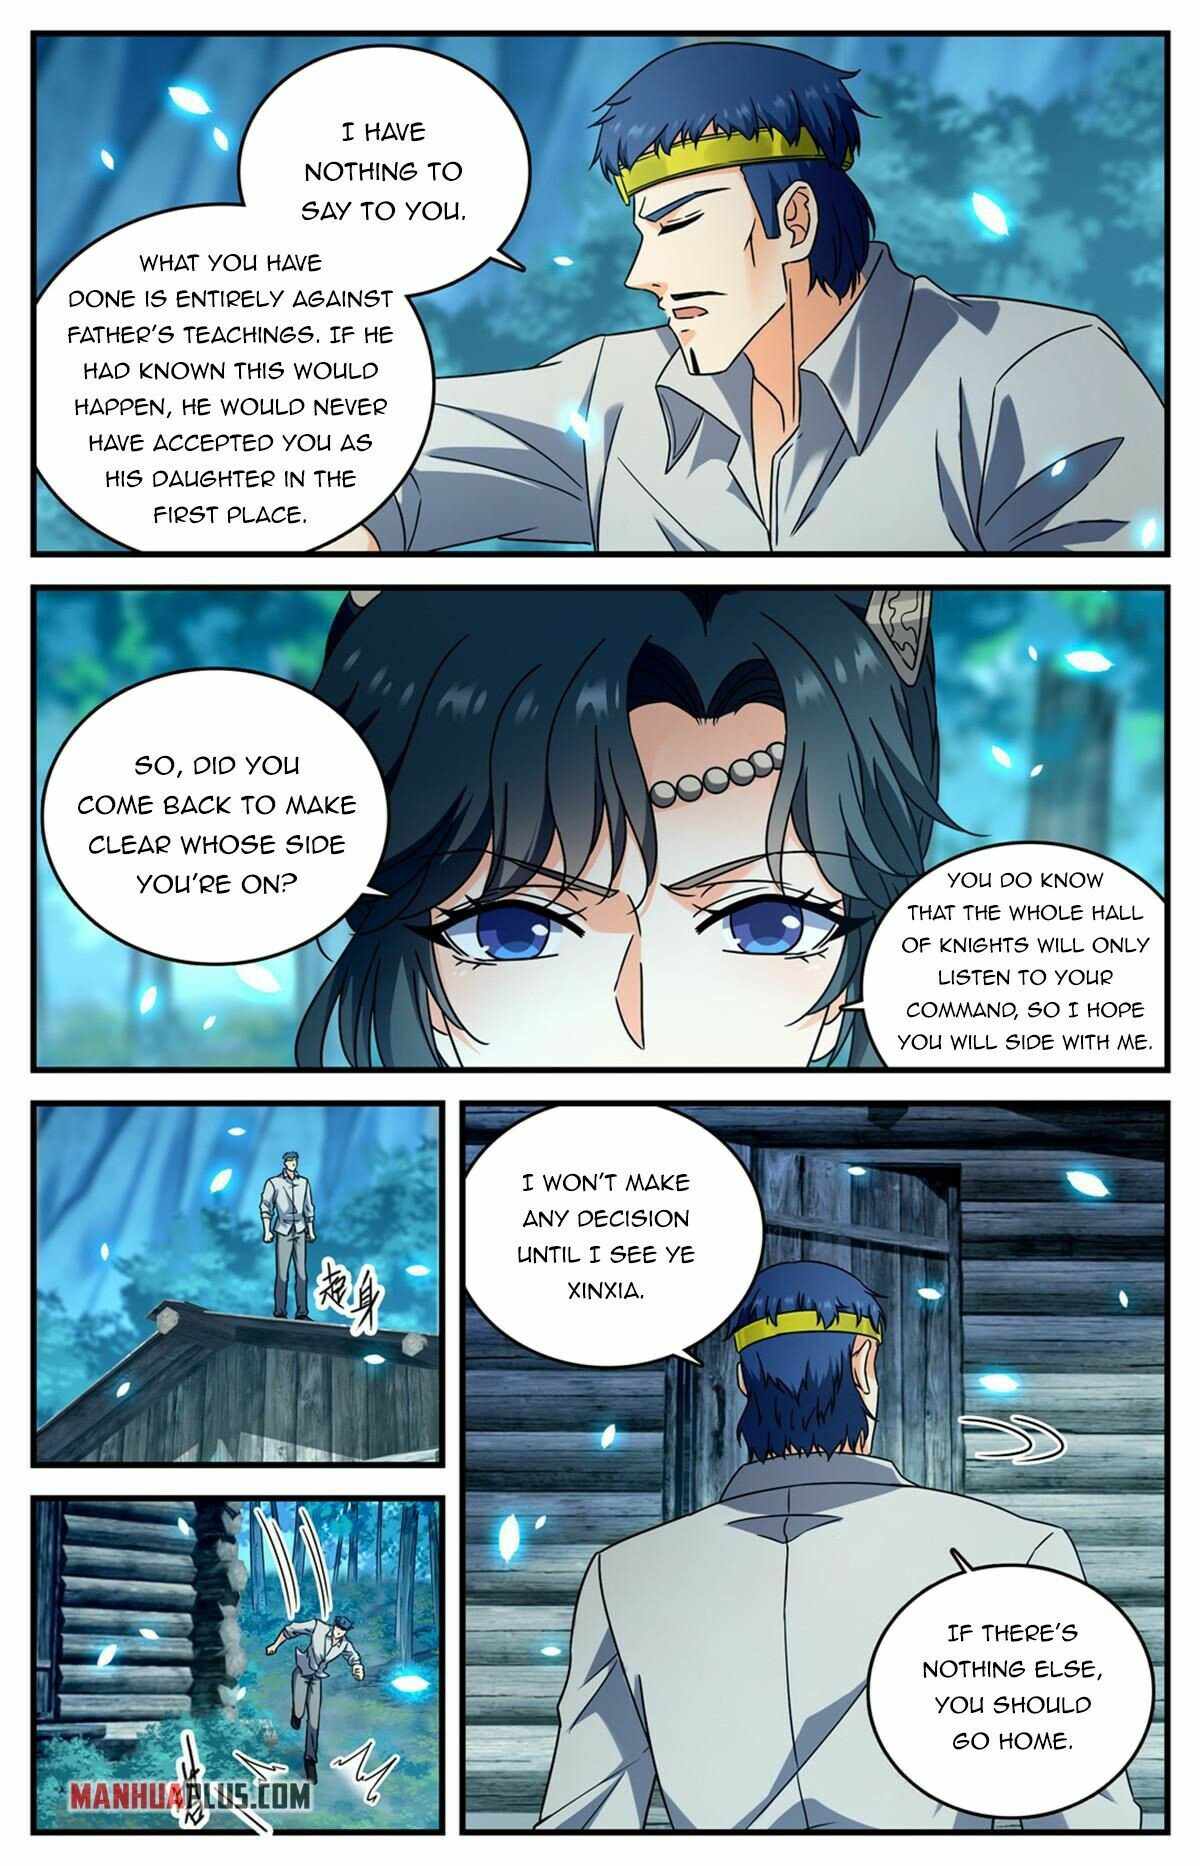 I HAVE
NOTHING TO
SAY TO YOU.
WHAT YOU HAVE
DONE IS ENTIRELY AGAINST
FATHER'S TEACHINGS. IF HE
HAD KNOWN THIS WOULD
HAPPEN, HE WOULD NEVER
HAVE ACCEPTED YOU AS
HIS DAUGHTER IN THE
FIRST PLACE.
SO, DID YOU
COME BACK TO MAKE
CLEAR WHOSE SIDE
YOU'RE ON?
YOU DO KNOW
THAT THE WHOLE HALL
OF KNIGHTS WILL ONLY
LISTEN TO YOUR
COMMAND, SO I HOPE
YOU WILL SIDE WITH ME.
起身
I WON'T MAKE
ANY DECISION
UNTIL I SEE YE
XINXIA.
IF THERE'S
NOTHING ELSE,
YOU SHOULD
GO HOME.
MANHUAPLUS.COM